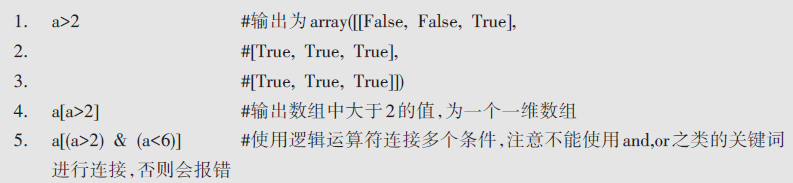 1. a>2 #输出为array([[False, False, True],
2. #[True, True, True],
3. #[True, True, True]])
4. a[a>2] #输出数组中大于2的值,为一个一维数组
5. a[(a>2) & (a<6)] #使用逻辑运算符连接多个条件,注意不能使用and,or之类的关键词
进行连接,否则会报错